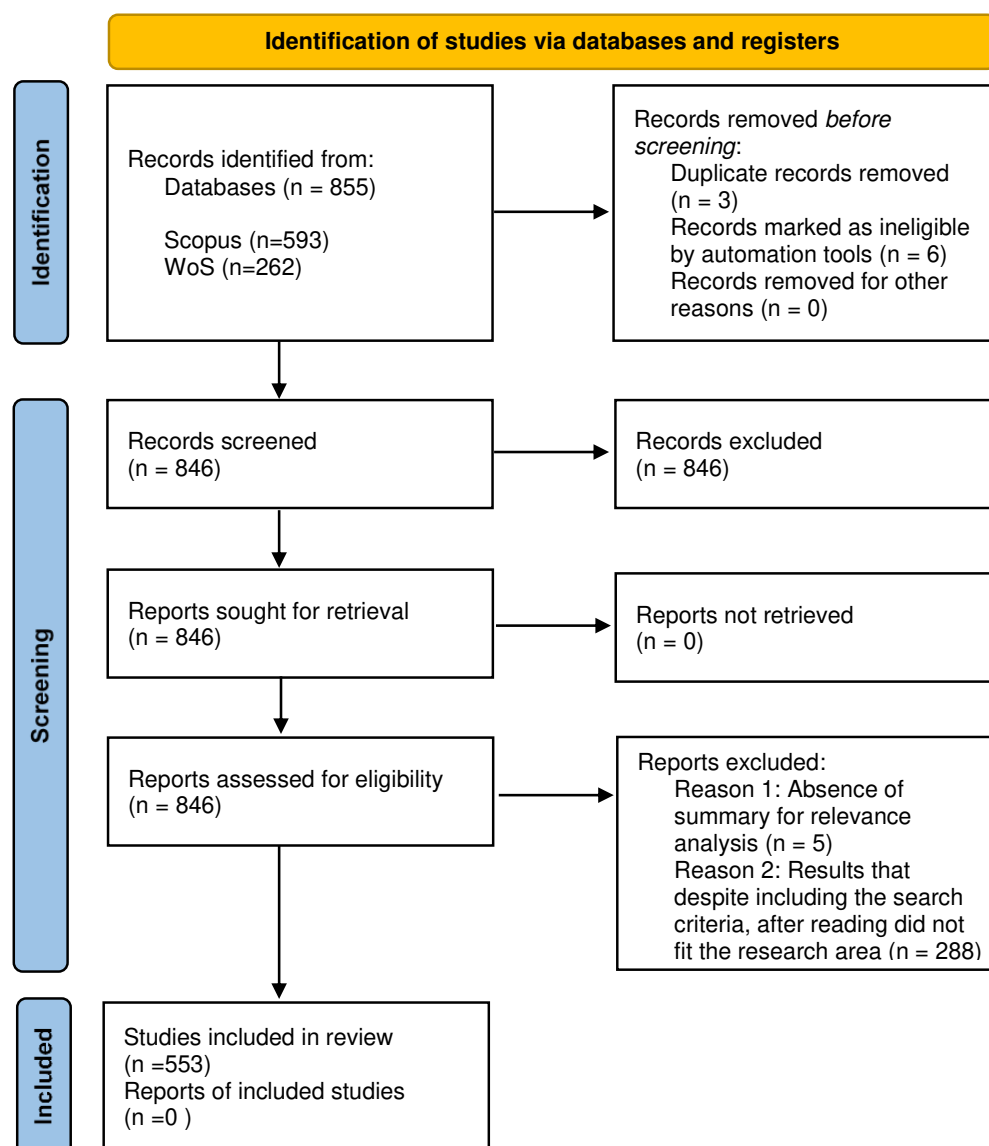 Identification of studies via databases and registers
Identification
Records identified from:
Databases (n = 855)
Scopus (n=593)
WoS (n=262)
Records removed before
screening:
Duplicate records removed
(n = 3)
Records marked as ineligible
by automation tools (n = 6)
Records removed for other
reasons (n = 0)
Screening
Records screened
(n = 846)
Records excluded
(n = 846)
Reports sought for retrieval
(n = 846)
Reports not retrieved
(n = 0)
Reports assessed for eligibility
(n = 846)
Reports excluded:
Reason 1: Absence of
summary for relevance
analysis (n = 5)
Reason 2: Results that
despite including the search
criteria, after reading did not
fit the research area (n = 288)
Included
Studies included in review
(n =553)
Reports of included studies
(n =0 )